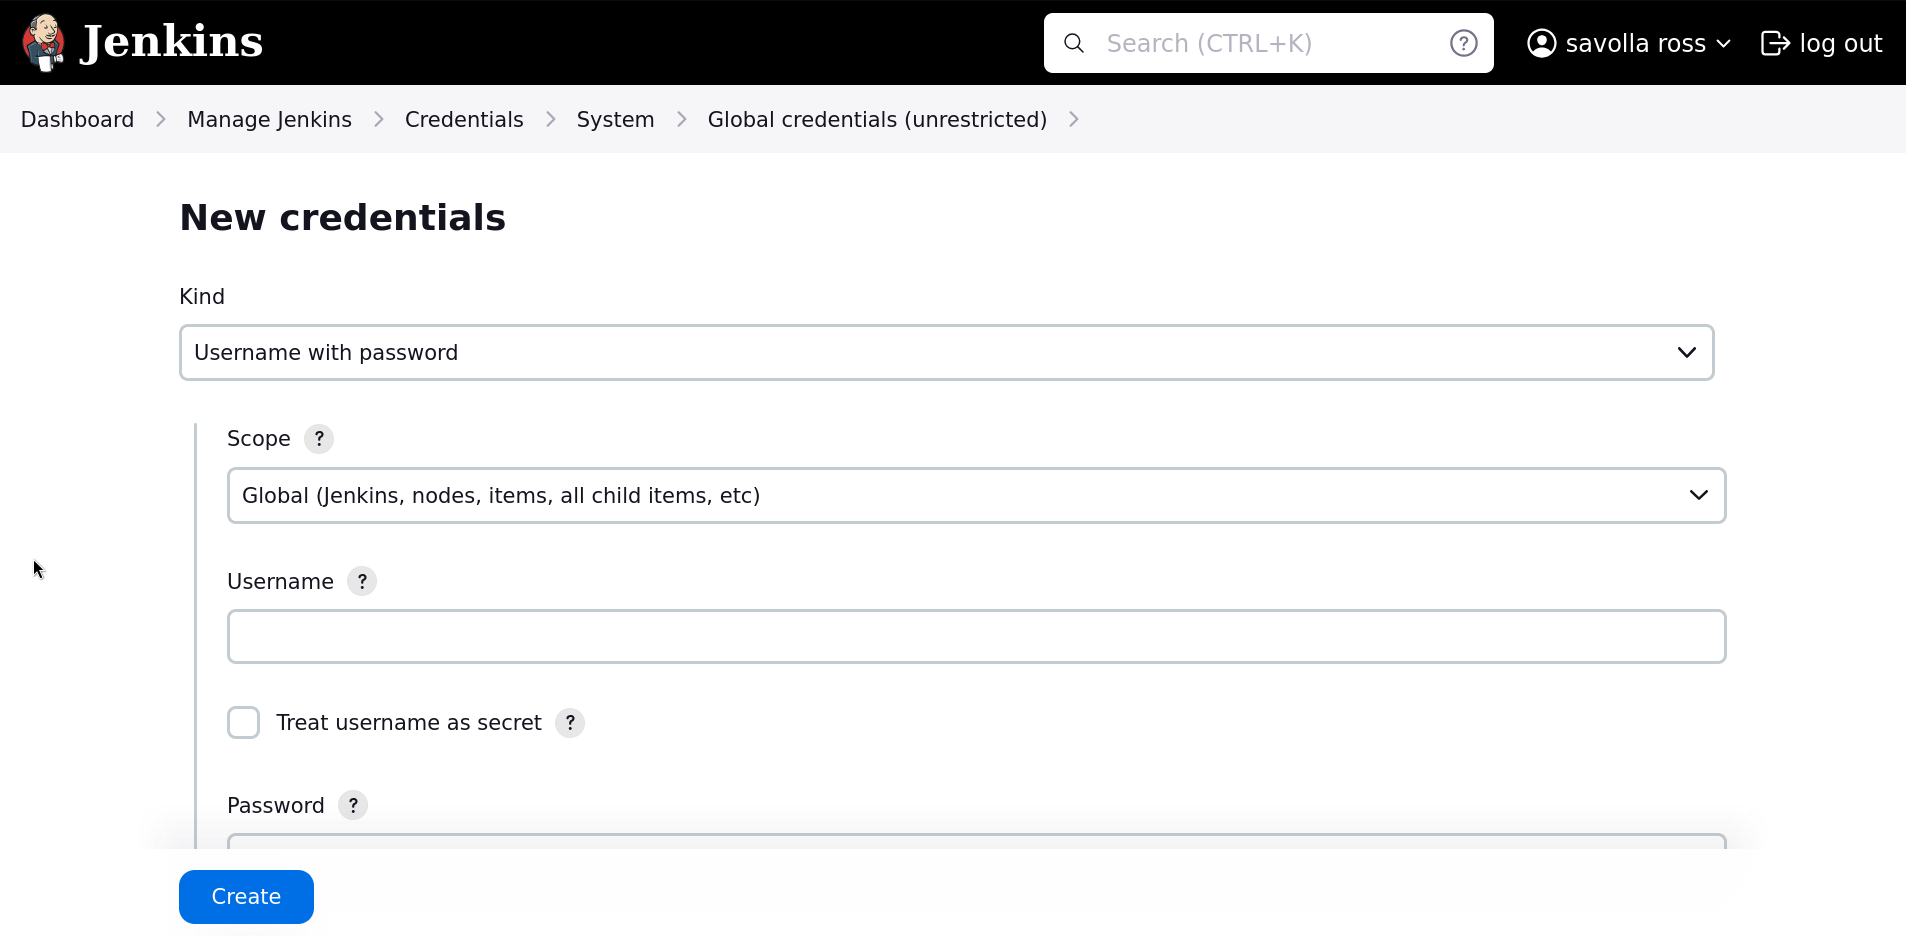 Jenkins
Search (CTRL+K)
?
savolla ross
log out
Dashboard
Manage Jenkins
Credentials
System
Global credentials (unrestricted)
New credentials
Kind
Username with password
Scope ?
Global (Jenkins, nodes, items, all child items, etc)
Username ?
Treat username as secret ?
Password ?
Create